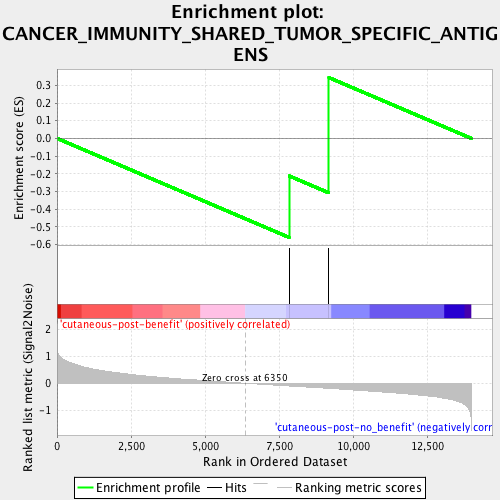 Enrichment plot:
CANCER_IMMUNITY_SHARED_TUMOR_SPECIFIC_ANTIG
ENS
Enrichment score (ES)
0.3
0.2
0.1
0.0
-0.1
-0.2
-0.3
-0.4
-0.5
-0.6
'cutaneous-post-benefit' (positively correlated)
Ranked list metric (Signal2Noise)
2
1
0
-1
Zero cross at 6350
'cutaneous-post-no_benefit' (negatively corr
0
2,500
5,000
7,500
10,000
12,500
Rank in Ordered Dataset
Enrichment profile
Hits
Ranking metric scores